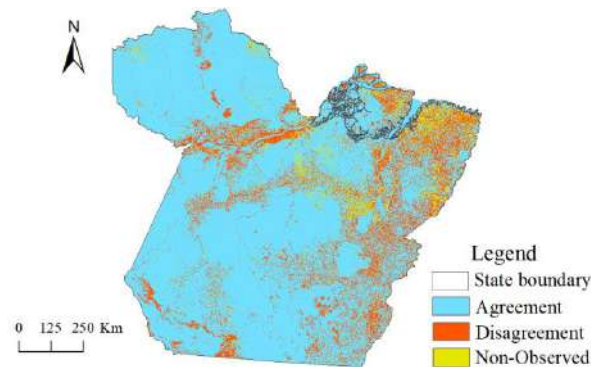 N
Legend
State boundary
Agreement
Disagreement
Non-Observed
0 125 250 Km